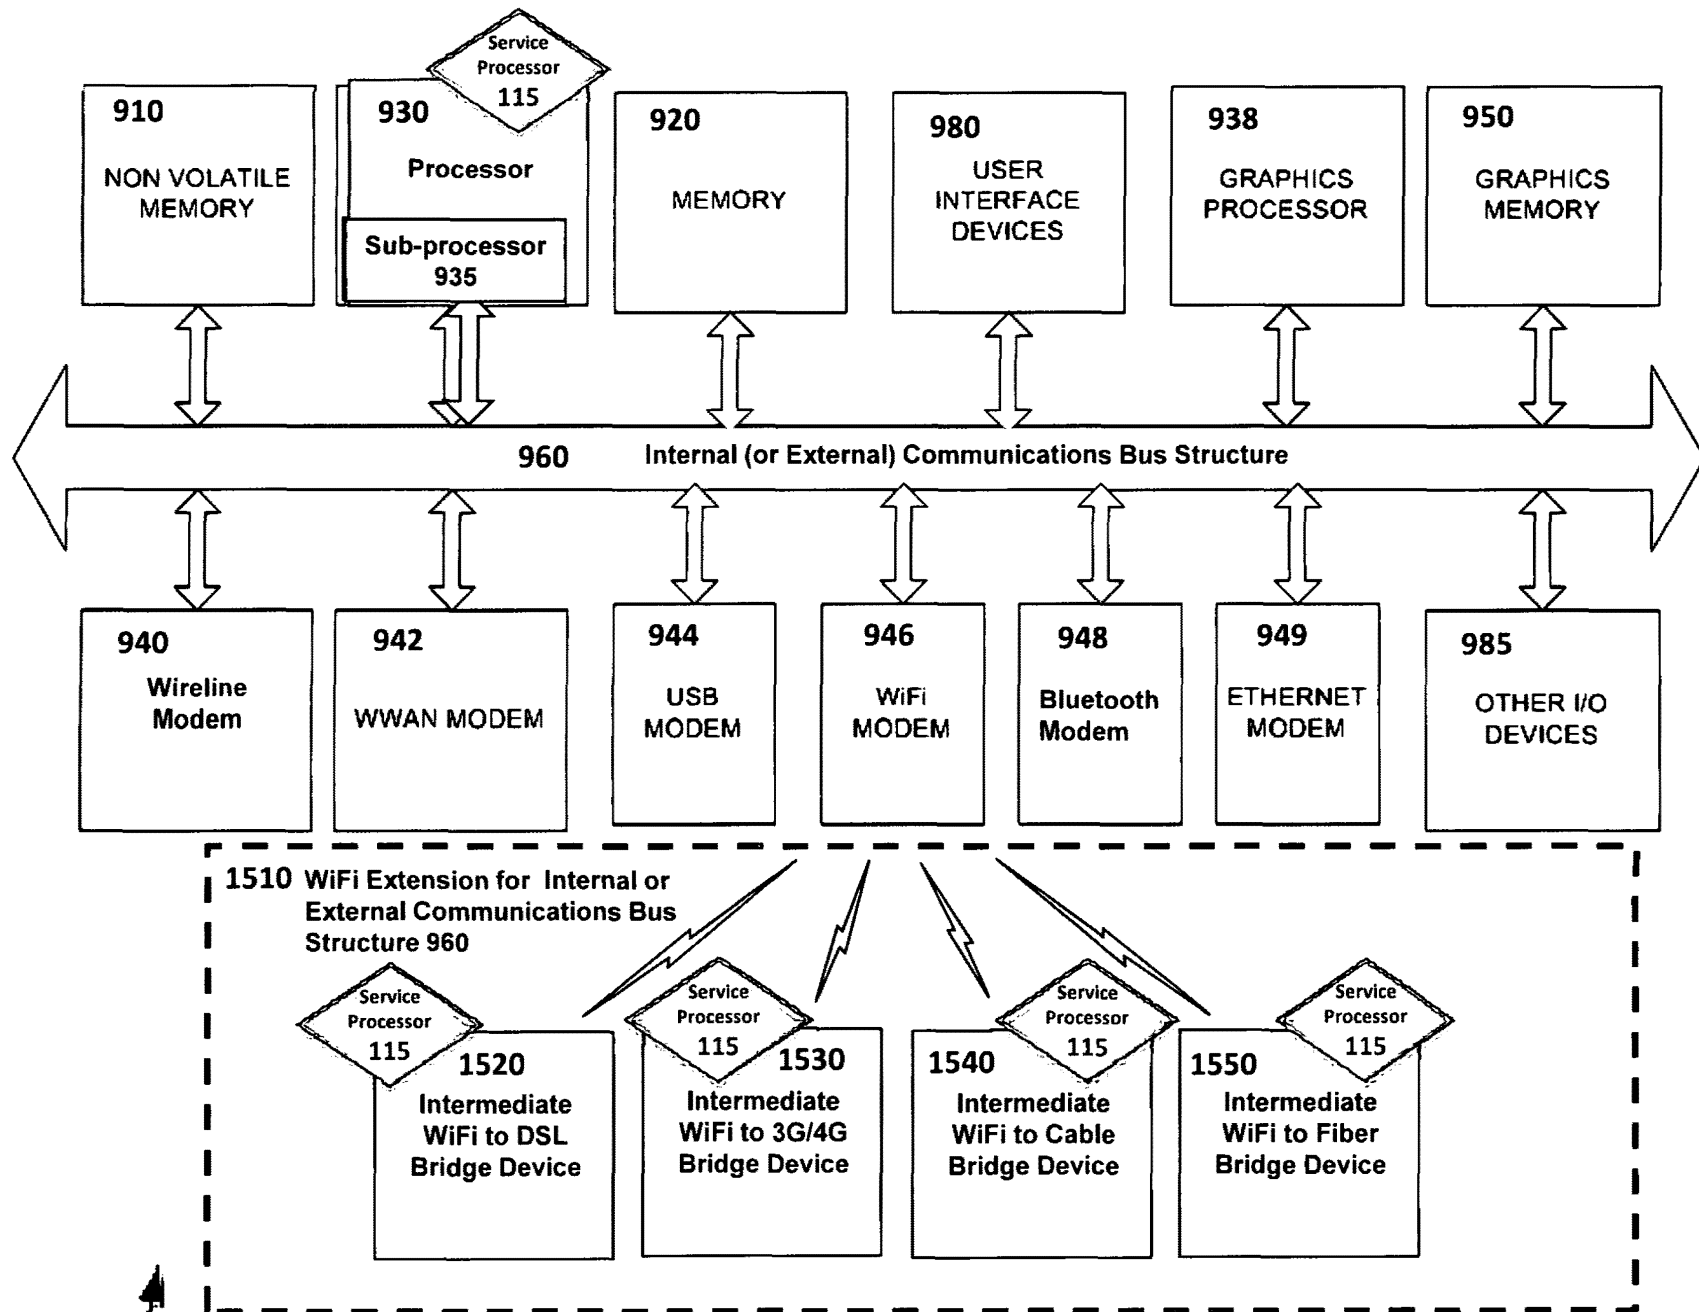 Service
Processor
115
910
NON VOLATILE
MEMORY
930
Processor
Sub-processor
935
920
MEMORY
980
USER
INTERFACE
DEVICES
938
GRAPHICS
PROCESSOR
950
GRAPHICS
MEMORY
960 Internal (or External) Communications Bus Structure
940
Wireline
Modem
942
WWAN MODEM
944
USB
MODEM
946
WiFi
MODEM
948
Bluetooth
Modem
949
ETHERNET
MODEM
985
OTHER I/O
DEVICES
1510 WiFi Extension for Internal or
External Communications Bus
Structure 960
Service
Processor
115
1520
Intermediate
WiFi to DSL
Bridge Device
Service
Processor
115
1530
Intermediate
WiFi to 3G/4G
Bridge Device
Service
Processor
115
1540
Intermediate
WiFi to Cable
Bridge Device
Service
Processor
115
1550
Intermediate
WiFi to Fiber
Bridge Device